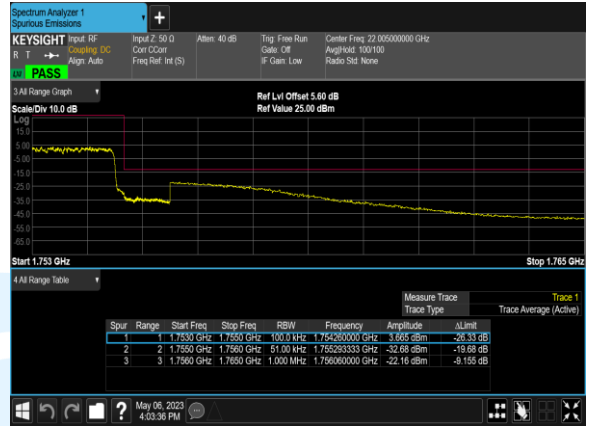 Spectrum Analyzer 1
Spurious Emissions
KEYSIGHT Input: RF Input Z: 50 Ω Atten: 40 dB Trig: Free Run Center Freq: 22.005000000 GHz
R T Coupling: DC Corr CCorr Gate: Off Avg|Hold: 100/100
Align: Auto Freq Ref: Int (S) IF Gain: Low Radio Std: None
PASS
3 All Range Graph
Ref Lvl Offset 5.60 dB
Scale/Div 10.0 dB Ref Value 25.00 dBm
Log
15.0
5.00
-5.00
-15.0
-25.0
-35.0
-45.0
-55.0
-65.0
Start 1.753 GHz Stop 1.765 GHz
4 All Range Table
Measure Trace Trace 1
Trace Type Trace Average (Active)
Spur Range Start Freq Stop Freq RBW Frequency Amplitude ΔLimit
1 1 1.7530 GHz 1.7550 GHz 100.0 kHz 1.754260000 GHz 3.665 dBm -26.33 dB
2 2 1.7550 GHz 1.7560 GHz 51.00 kHz 1.755293333 GHz -32.68 dBm -19.68 dB
3 3 1.7560 GHz 1.7650 GHz 1.000 MHz 1.756060000 GHz -22.16 dBm -9.155 dB
May 06, 2023
4:03:36 PM